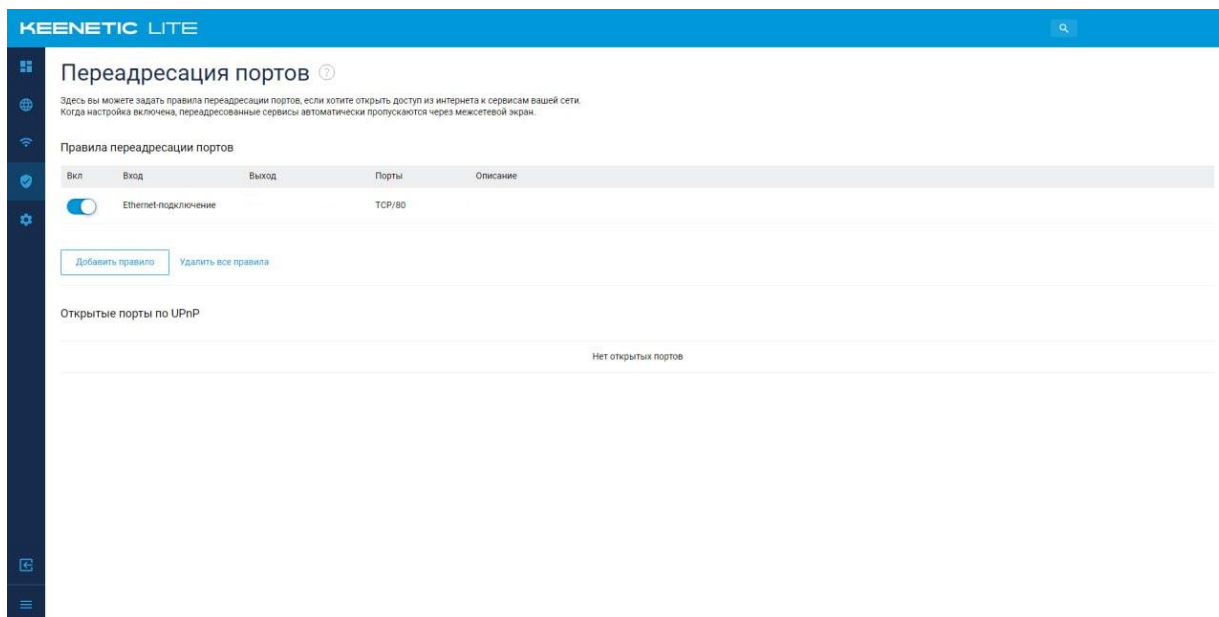 KEENETIC LITE
Переадресация портов ?
Здесь вы можете задать правила переадресации портов, если хотите открыть доступ из интернета к сервисам вашей сети.
Когда настройка включена, переадресованные сервисы автоматически пропускаются через межсетевой экран.
Правила переадресации портов
Вкл Вход Выход Порты Описание
Ethernet-подключение TCP/80
Добавить правило Удалить все правила
Открытые порты по UPnP
Нет открытых портов